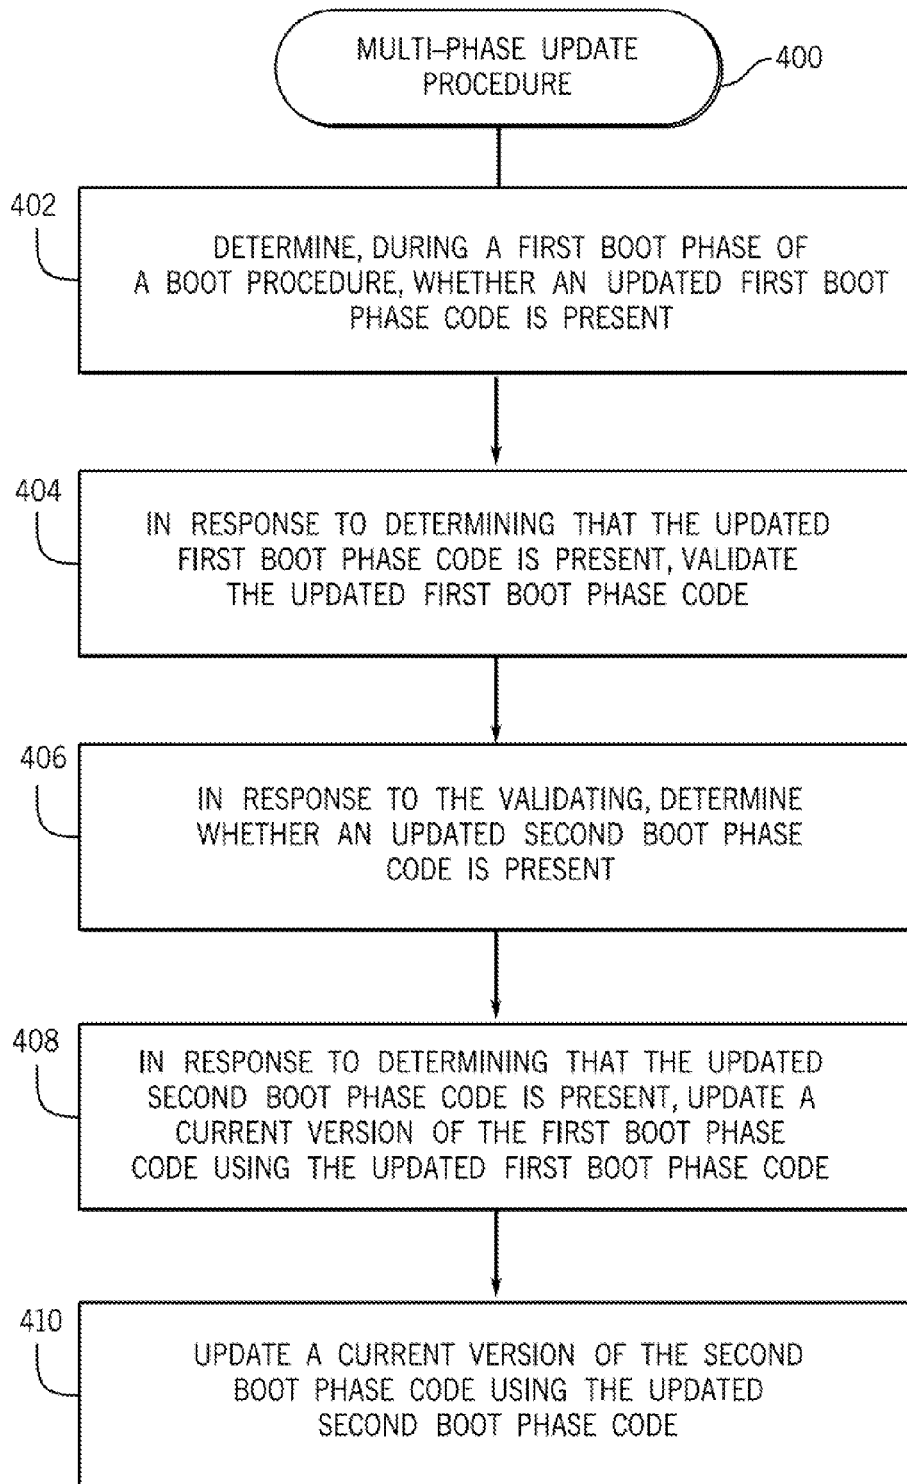 MULTI-PHASE UPDATE
PROCEDURE
400
402
DETERMINE, DURING A FIRST BOOT PHASE OF
A BOOT PROCEDURE, WHETHER AN UPDATED FIRST BOOT
PHASE CODE IS PRESENT
404
IN RESPONSE TO DETERMINING THAT THE UPDATED
FIRST BOOT PHASE CODE IS PRESENT, VALIDATE
THE UPDATED FIRST BOOT PHASE CODE
406
IN RESPONSE TO THE VALIDATING, DETERMINE
WHETHER AN UPDATED SECOND BOOT PHASE
CODE IS PRESENT
408
IN RESPONSE TO DETERMINING THAT THE UPDATED
SECOND BOOT PHASE CODE IS PRESENT, UPDATE A
CURRENT VERSION OF THE FIRST BOOT PHASE
CODE USING THE UPDATED FIRST BOOT PHASE CODE
410
UPDATE A CURRENT VERSION OF THE SECOND
BOOT PHASE CODE USING THE UPDATED
SECOND BOOT PHASE CODE